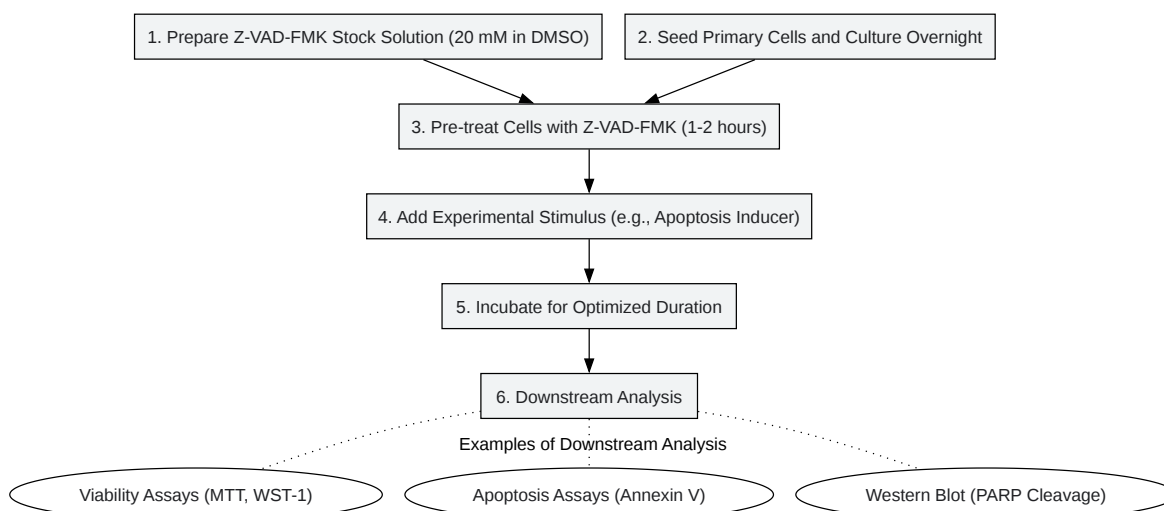 1. Prepare Z-VAD-FMK Stock Solution (20 mM in DMSO)
2. Seed Primary Cells and Culture Overnight
3. Pre-treat Cells with Z-VAD-FMK (1-2 hours)
4. Add Experimental Stimulus (e.g., Apoptosis Inducer)
5. Incubate for Optimized Duration
6. Downstream Analysis
Examples of Downstream Analysis
Viability Assays (MTT, WST-1)
Apoptosis Assays (Annexin V)
Western Blot (PARP Cleavage)